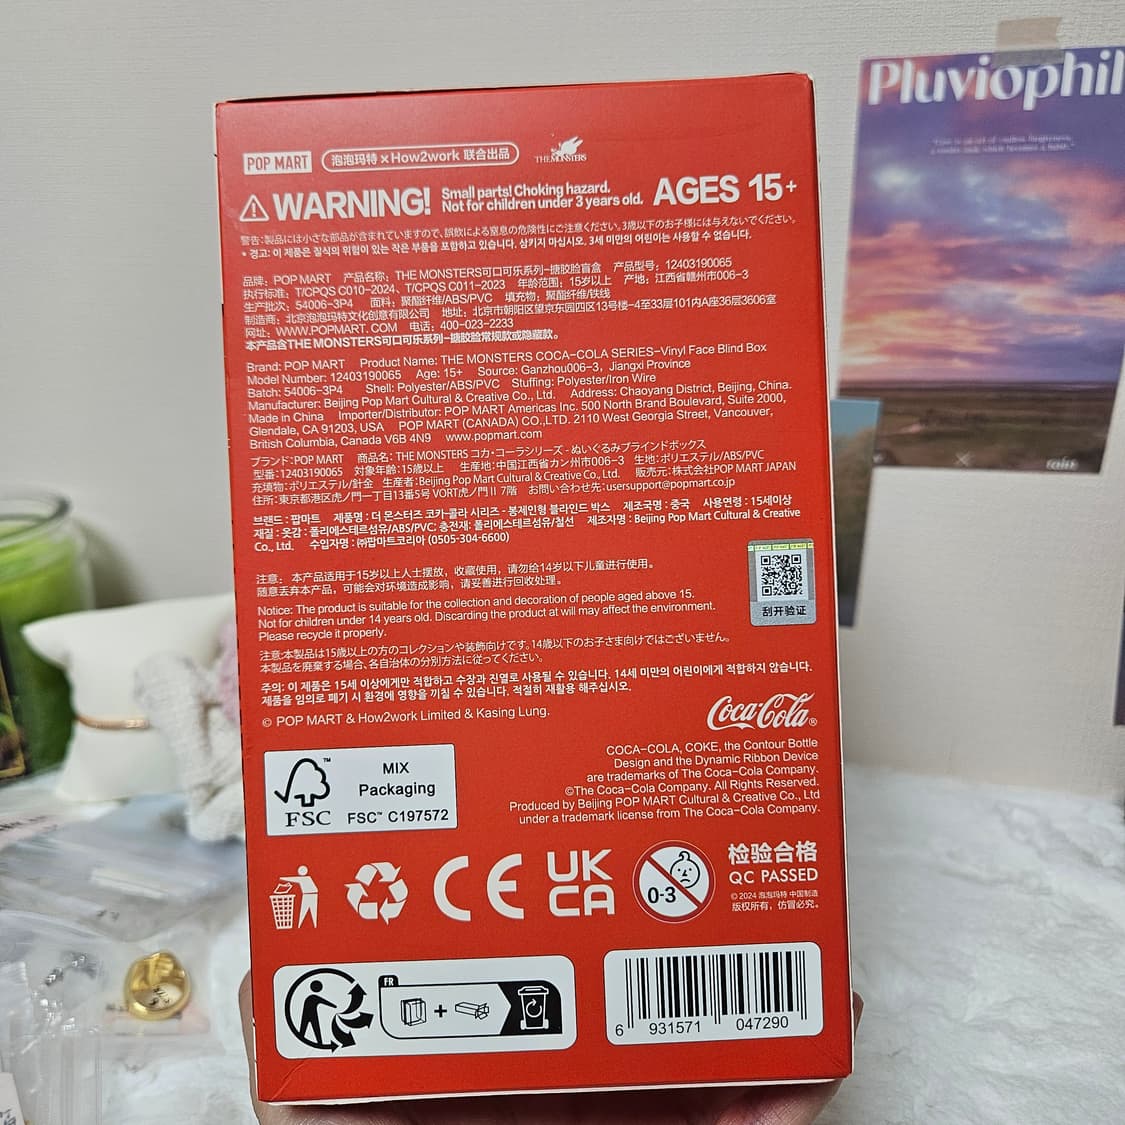 POP MART 泡泡玛特×How2work 联合出品 THE MONSTERS
WARNING! Small parts! Choking hazard. Not for children under 3 years old. AGES 15+
警告:製品には小さな部品が含まれていますので、誤飲による窒息の危険性にご注意ください。3歳以下のお子様には与えないでください。
* 경고: 이 제품은 질식의 위험이 있는 작은 부품을 포함하고 있습니다. 삼키지 마십시오. 3세 미만의 어린이는 사용할 수 없습니다.
品牌：POP MART 产品名称：THE MONSTERS可口可乐系列-搪胶脸盲盒 产品型号：12403190065
执行标准：T/CPQS C010-2024、T/CPQS C011-2023 年龄范围：15岁以上 产地：江西省赣州市006-3
生产批次：54006-3P4 面料：聚酯纤维/ABS/PVC 填充物：聚酯纤维/铁线
制造商：北京泡泡玛特文化创意有限公司 地址：北京市朝阳区望京东园四区13号楼-4至33层101内A座36层3606室
网址：WWW.POPMART.COM 电话：400-023-2233
本产品含THE MONSTERS可口可乐系列-搪胶脸常规款或隐藏款。
Brand: POP MART Product Name: THE MONSTERS COCA-COLA SERIES-Vinyl Face Blind Box
Model Number: 12403190065 Age: 15+ Source: Ganzhou006-3, Jiangxi Province
Batch: 54006-3P4 Shell: Polyester/ABS/PVC Stuffing: Polyester/Iron Wire
Manufacturer: Beijing Pop Mart Cultural & Creative Co., Ltd. Address: Chaoyang District, Beijing, China.
Made in China Importer/Distributor: POP MART Americas Inc. 500 North Brand Boulevard, Suite 2000,
Glendale, CA 91203, USA POP MART (CANADA) CO.,LTD. 2110 West Georgia Street, Vancouver,
British Columbia, Canada V6B 4N9 www.popmart.com
ブランド:POP MART 商品名: THE MONSTERS コカ・コーラシリーズ - ぬいぐるみブラインドボックス
型番:12403190065 対象年齢:15歳以上 生産地:中国江西省カン州市006-3 生地:ポリエステル/ABS/PVC
充填物:ポリエステル/針金 生産者:Beijing Pop Mart Cultural & Creative Co., Ltd. 販売元:株式会社POP MART JAPAN
住所:東京都港区虎ノ門一丁目13番5号 VORT虎ノ門II 7階 お問い合わせ先:usersupport@popmart.co.jp
브랜드 : 팝마트 제품명 : 더 몬스터즈 코카-콜라 시리즈 - 봉제인형 블라인드 박스 제조국명 : 중국 사용연령 : 15세이상
재질 : 옷감 : 폴리에스테르섬유/ABS/PVC; 충전재: 폴리에스테르섬유/철선 제조자명 : Beijing Pop Mart Cultural & Creative
Co., Ltd. 수입자명 : ㈜팝마트코리아 (0505-304-6600)
刮开验证
注意： 本产品适用于15岁以上人士摆放，收藏使用，请勿给14岁以下儿童进行使用。
随意丢弃本产品，可能会对环境造成影响，请妥善进行回收处理。
Notice: The product is suitable for the collection and decoration of people aged above 15.
Not for children under 14 years old. Discarding the product at will may affect the environment.
Please recycle it properly.
注意:本製品は15歳以上の方のコレクションや装飾向けです。14歳以下のお子さま向けではございません。
本製品を廃棄する場合、各自治体の分別方法に従ってください。
주의: 이 제품은 15세 이상에게만 적합하고 수장과 진열로 사용될 수 있습니다. 14세 미만의 어린이에게 적합하지 않습니다.
제품을 임의로 폐기 시 환경에 영향을 끼칠 수 있습니다. 적절히 재활용 해주십시오.
© POP MART & How2work Limited & Kasing Lung.
Coca-Cola®
COCA-COLA, COKE, the Contour Bottle
Design and the Dynamic Ribbon Device
are trademarks of The Coca-Cola Company.
©The Coca-Cola Company. All Rights Reserved.
Produced by Beijing POP MART Cultural & Creative Co., Ltd
under a trademark license from The Coca-Cola Company.
FSC™
MIX
Packaging
FSC™ C197572
CE
UK
CA
0-3
检验合格
QC PASSED
© 2024 泡泡玛特 中国制造
版权所有，仿冒必究。
FR
6 931571 047290
Pluviophil
rain